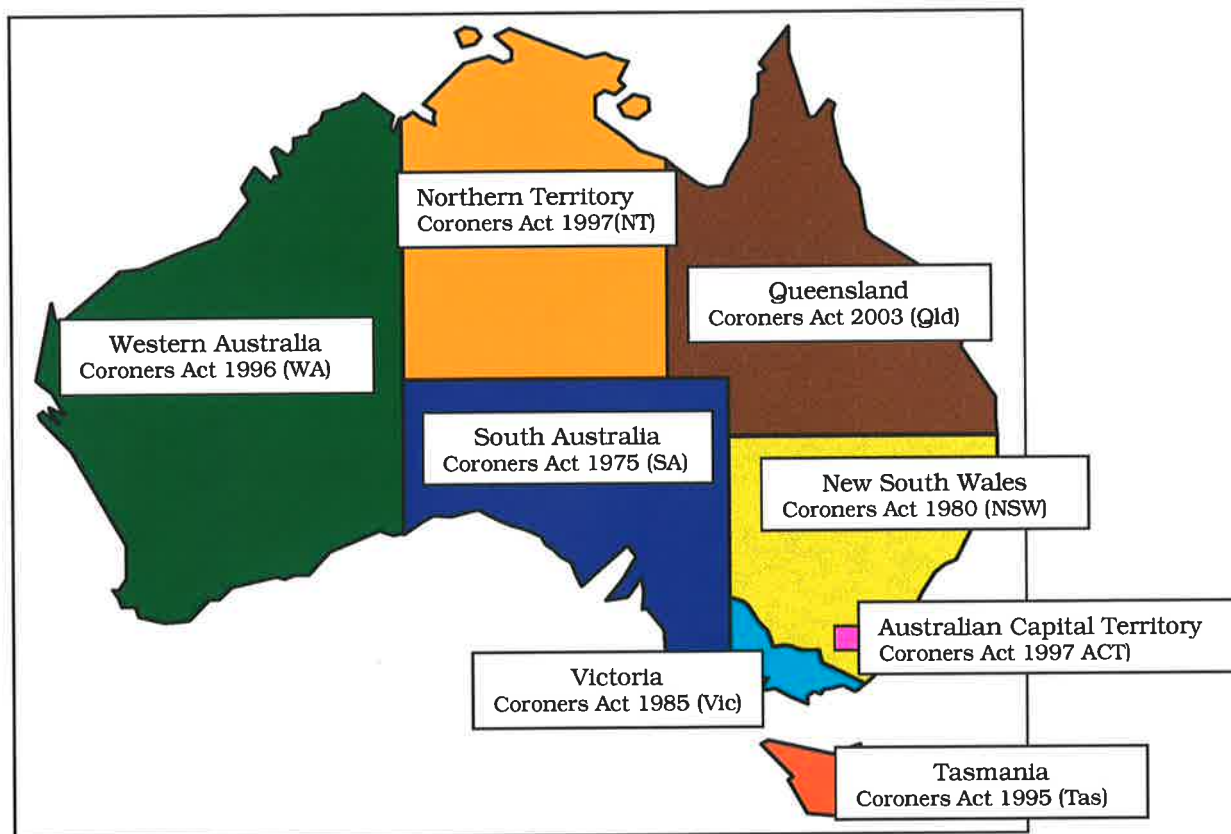 Northern Territory
Coroners Act 1997(NT)
Queensland
Coroners Act 2003 (Qld)
Western Australia
Coroners Act 1996 (WA)
South Australia
Coroners Act 1975 (SA)
New South Wales
Coroners Act 1980 (NSW)
Australian Capital Territory
Coroners Act 1997 ACT)
Victoria
Coroners Act 1985 (Vic)
Tasmania
Coroners Act 1995 (Tas)